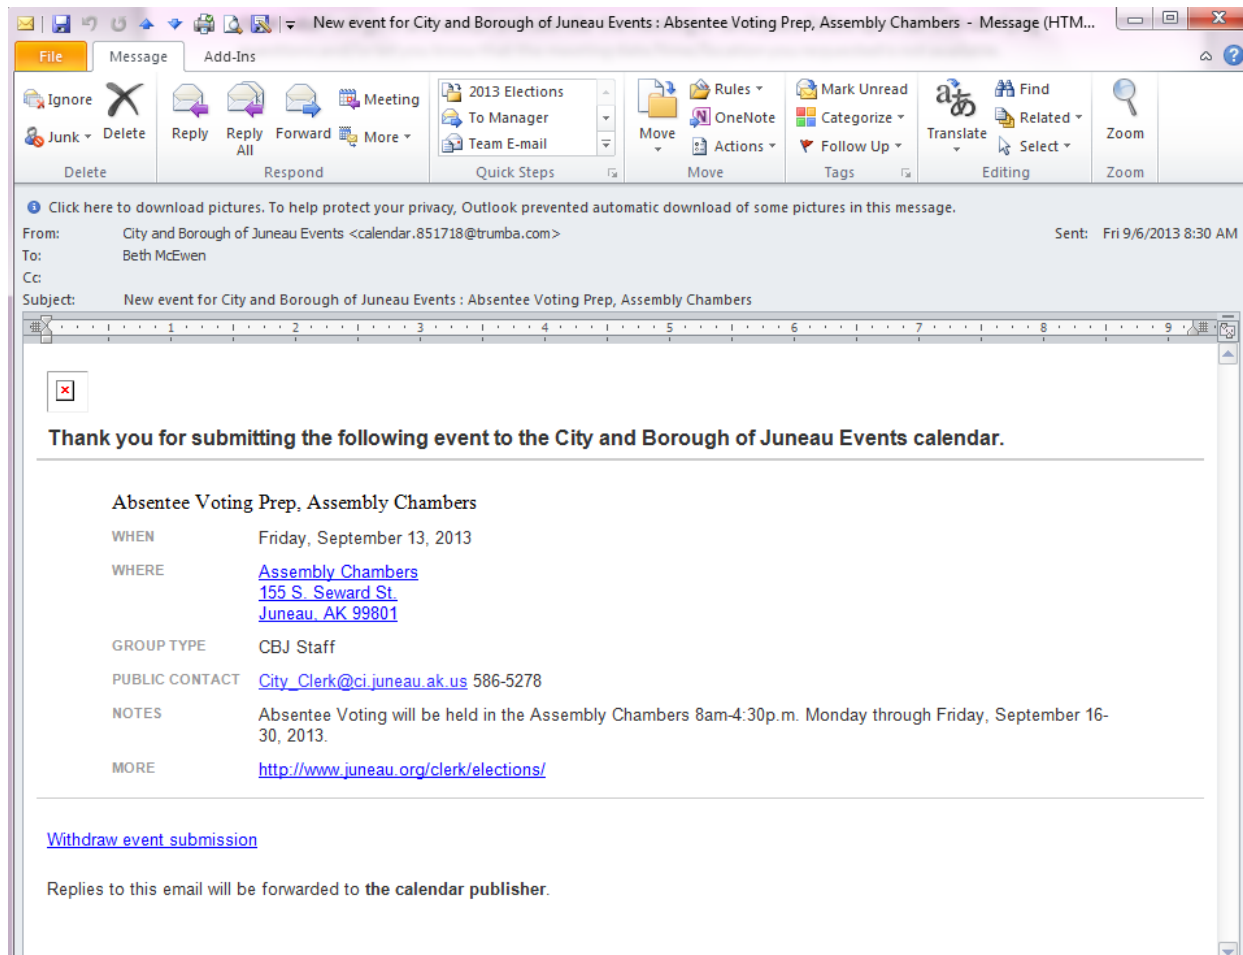 New event for City and Borough of Juneau Events : Absentee Voting Prep, Assembly Chambers - Message (HTM...
File Message Add-Ins
Ignore
Junk
Delete
Reply
Reply All
Forward
Meeting
More
2013 Elections
To Manager
Team E-mail
Move
Rules
OneNote
Actions
Mark Unread
Categorize
Follow Up
Translate
Find
Related
Select
Zoom
Delete Respond Quick Steps Move Tags Editing Zoom
Click here to download pictures. To help protect your privacy, Outlook prevented automatic download of some pictures in this message.
From: City and Borough of Juneau Events <calendar.851718@trumba.com> Sent: Fri 9/6/2013 8:30 AM
To: Beth McEwen
Cc:
Subject: New event for City and Borough of Juneau Events : Absentee Voting Prep, Assembly Chambers
1 2 3 4 5 6 7 8 9
Thank you for submitting the following event to the City and Borough of Juneau Events calendar.
Absentee Voting Prep, Assembly Chambers
WHEN Friday, September 13, 2013
WHERE Assembly Chambers
155 S. Seward St.
Juneau, AK 99801
GROUP TYPE CBJ Staff
PUBLIC CONTACT City_Clerk@ci.juneau.ak.us 586-5278
NOTES Absentee Voting will be held in the Assembly Chambers 8am-4:30p.m. Monday through Friday, September 16-
30, 2013.
MORE http://www.juneau.org/clerk/elections/
Withdraw event submission
Replies to this email will be forwarded to the calendar publisher.